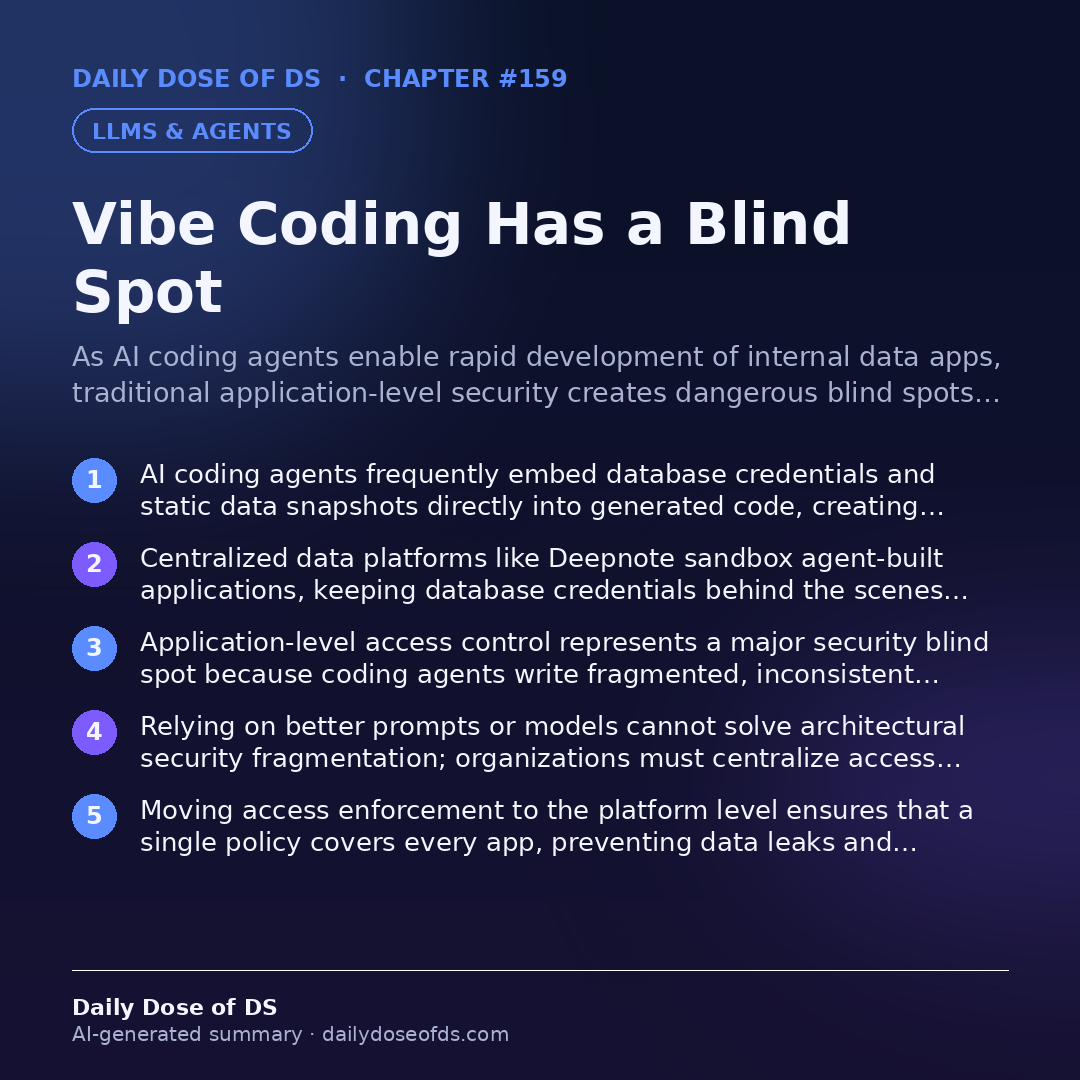 DAILY DOSE OF DS · CHAPTER #159
LLMS & AGENTS
Vibe Coding Has a Blind
Spot
As AI coding agents enable rapid development of internal data apps,
traditional application-level security creates dangerous blind spots…
1 AI coding agents frequently embed database credentials and
static data snapshots directly into generated code, creating…
2 Centralized data platforms like Deepnote sandbox agent-built
applications, keeping database credentials behind the scenes…
3 Application-level access control represents a major security blind
spot because coding agents write fragmented, inconsistent…
4 Relying on better prompts or models cannot solve architectural
security fragmentation; organizations must centralize access…
5 Moving access enforcement to the platform level ensures that a
single policy covers every app, preventing data leaks and…
Daily Dose of DS
AI-generated summary · dailydoseofds.com